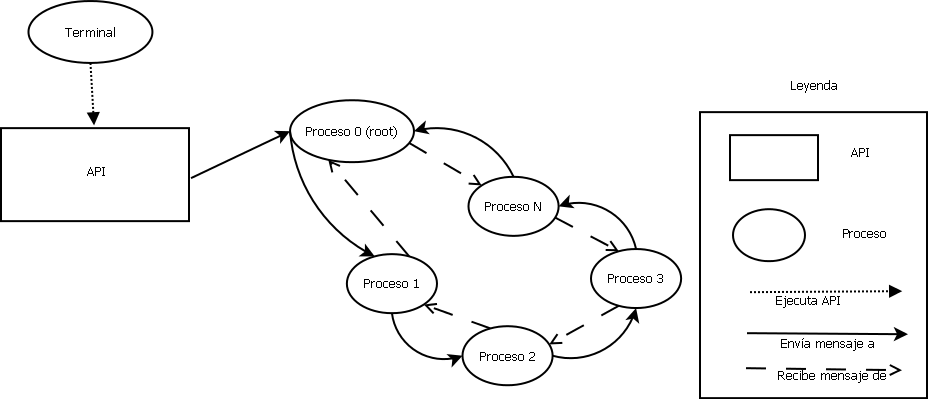 Terminal
API
Proceso 0 (root)
Proceso N
Proceso 3
Proceso 1
Proceso 2
Leyenda
API
Proceso
Ejecuta API
Envía mensaje a
Recibe mensaje de